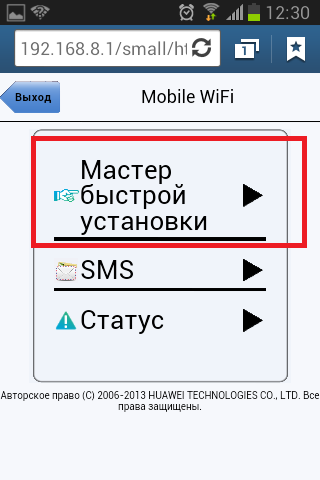 12:30
192.168.8.1/small/ht
1
Выход
Mobile WiFi
Мастер
быстрой
установки
SMS
Статус
Авторское право (C) 2006-2013 HUAWEI TECHNOLOGIES CO., LTD. Все
права защищены.